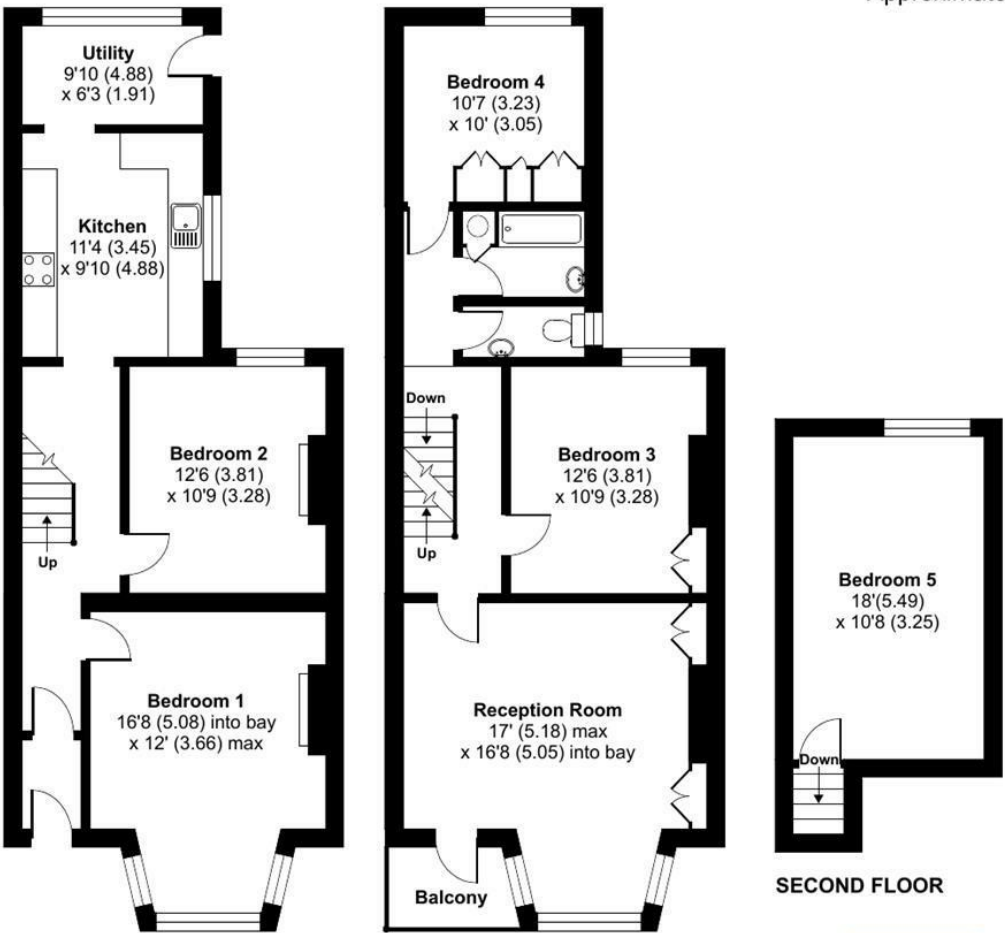 Approximate
Utility
9'10 (4.88)
x 6'3 (1.91)
Kitchen
11'4 (3.45)
x 9'10 (4.88)
Bedroom 2
12'6 (3.81)
x 10'9 (3.28)
Up
Bedroom 1
16'8 (5.08) into bay
x 12' (3.66) max
Bedroom 4
10'7 (3.23)
x 10' (3.05)
Down
Up
Bedroom 3
12'6 (3.81)
x 10'9 (3.28)
Reception Room
17' (5.18) max
x 16'8 (5.05) into bay
Balcony
Bedroom 5
18'(5.49)
x 10'8 (3.25)
Down
SECOND FLOOR